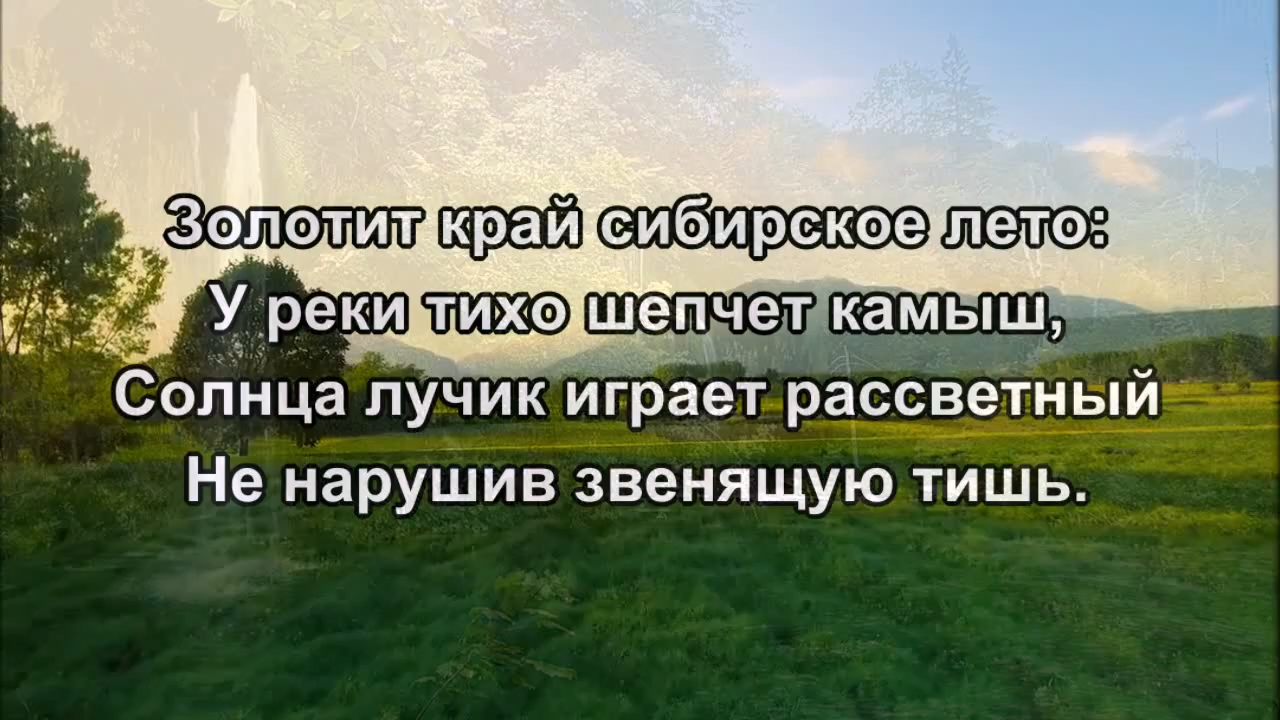 Золотит край сибирское лето:
У реки тихо шепчет камыш,
Солнца лучик играет рассветный
Не нарушив звенящую тишь.